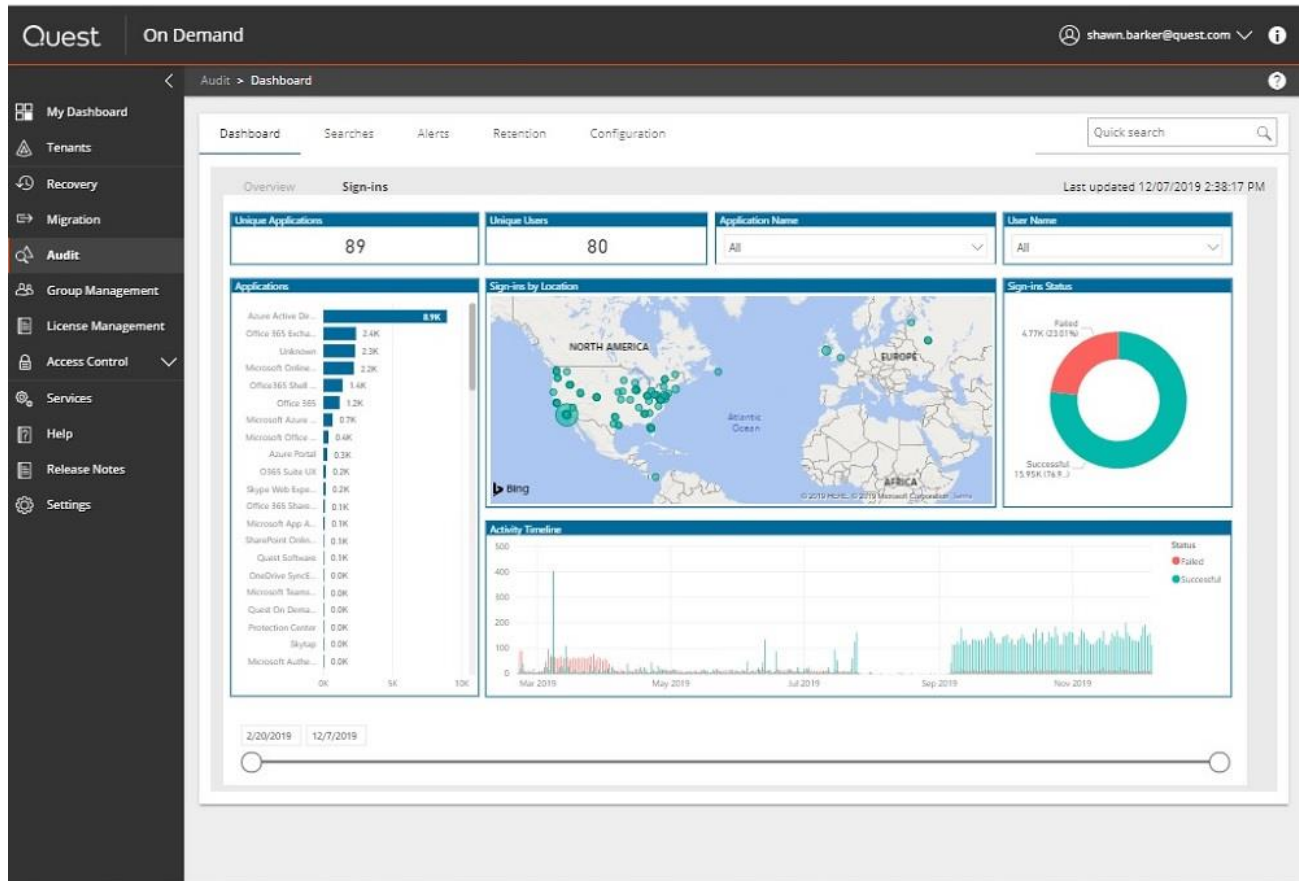 Quest On Demand
shawn.barker@quest.com
Audit > Dashboard
My Dashboard
Tenants
Recovery
Migration
Audit
Group Management
License Management
Access Control
Services
Help
Release Notes
Settings
Dashboard Searches Alerts Retention Configuration
Quick search
Overview Sign-ins
Last updated 12/07/2019 2:38:17 PM
Unique Applications
89
Unique Users
80
Application Name
All
User Name
All
Applications
Azure Active Dir... 8.9K
Office 365 Excha... 2.4K
Unknown 2.3K
Microsoft Online... 2.2K
Office365 Shell ... 1.4K
Office 365 1.2K
Microsoft Azure ... 0.7K
Microsoft Office ... 0.4K
Azure Portal 0.3K
O365 Suite UX 0.2K
Skype Web Expe... 0.2K
Office 365 Share... 0.1K
Microsoft App A... 0.1K
SharePoint Onlin... 0.1K
Quest Software 0.1K
OneDrive SyncE... 0.0K
Microsoft Teams... 0.0K
Quest On Dema... 0.0K
Protection Center 0.0K
Skytap 0.0K
Microsoft Authe... 0.0K
0K 5K 10K
Sign-ins by Location
NORTH AMERICA
EUROPE
Atlantic
Ocean
AFRICA
Bing
© 2019 HERE, © 2019 Microsoft Corporation Terms
Sign-ins Status
Failed
4.77K (23.01%)
Successful
15.95K (76.9...)
Activity Timeline
500
400
300
200
100
0
Mar 2019 May 2019 Jul 2019 Sep 2019 Nov 2019
Status
Failed
Successful
2/20/2019 12/7/2019